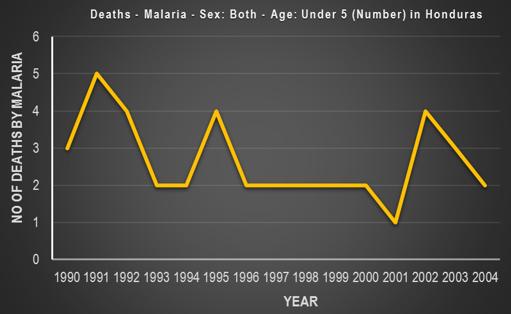 Deaths - Malaria - Sex: Both - Age: Under 5 (Number) in Honduras
NO OF DEATHS BY MALARIA
6
5
4
3
2
1
0
1990 1991 1992 1993 1994 1995 1996 1997 1998 1999 2000 2001 2002 2003 2004
YEAR